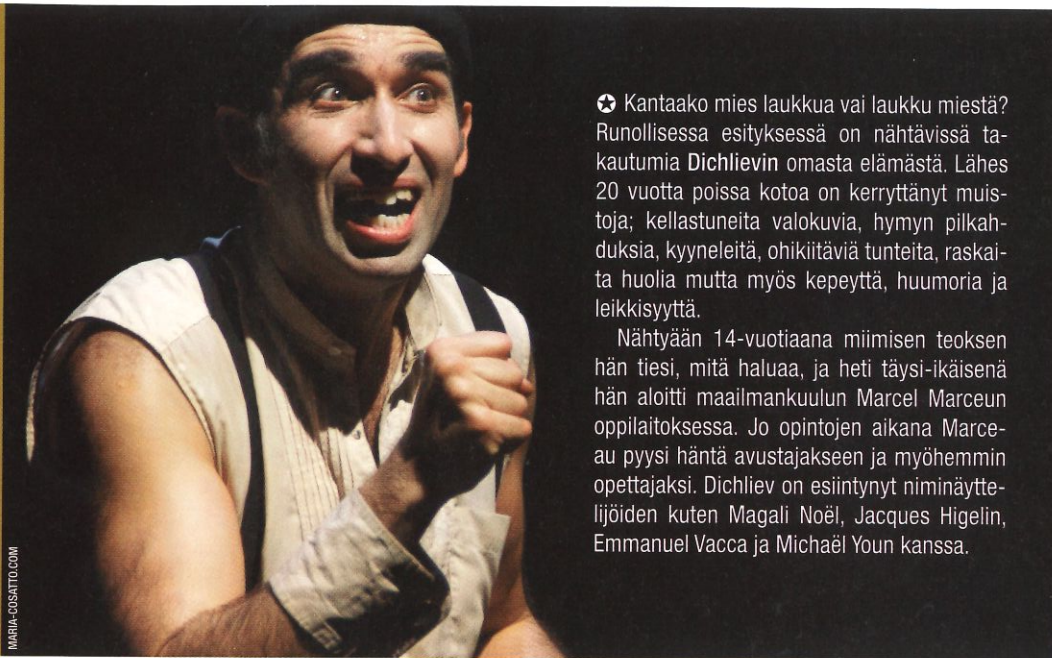 ✪ Kantaako mies laukkua vai laukku miestä?
Runollisessa esityksessä on nähtävissä ta-
kautumia Dichlievin omasta elämästä. Lähes
20 vuotta poissa kotoa on kerryttänyt muis-
toja; kellastuneita valokuvia, hymyn pilkah-
duksia, kyyneleitä, ohikiitäviä tunteita, raskai-
ta huolia mutta myös kepeyttä, huumoria ja
leikkisyyttä.
Nähtyään 14-vuotiaana miimisen teoksen
hän tiesi, mitä haluaa, ja heti täysi-ikäisenä
hän aloitti maailmankuulun Marcel Marceun
oppilaitoksessa. Jo opintojen aikana Marce-
au pyysi häntä avustajakseen ja myöhemmin
opettajaksi. Dichliev on esiintynyt niminäytte-
lijöiden kuten Magali Noël, Jacques Higelin,
Emmanuel Vacca ja Michaël Youn kanssa.
MARIA-COSATTO.COM